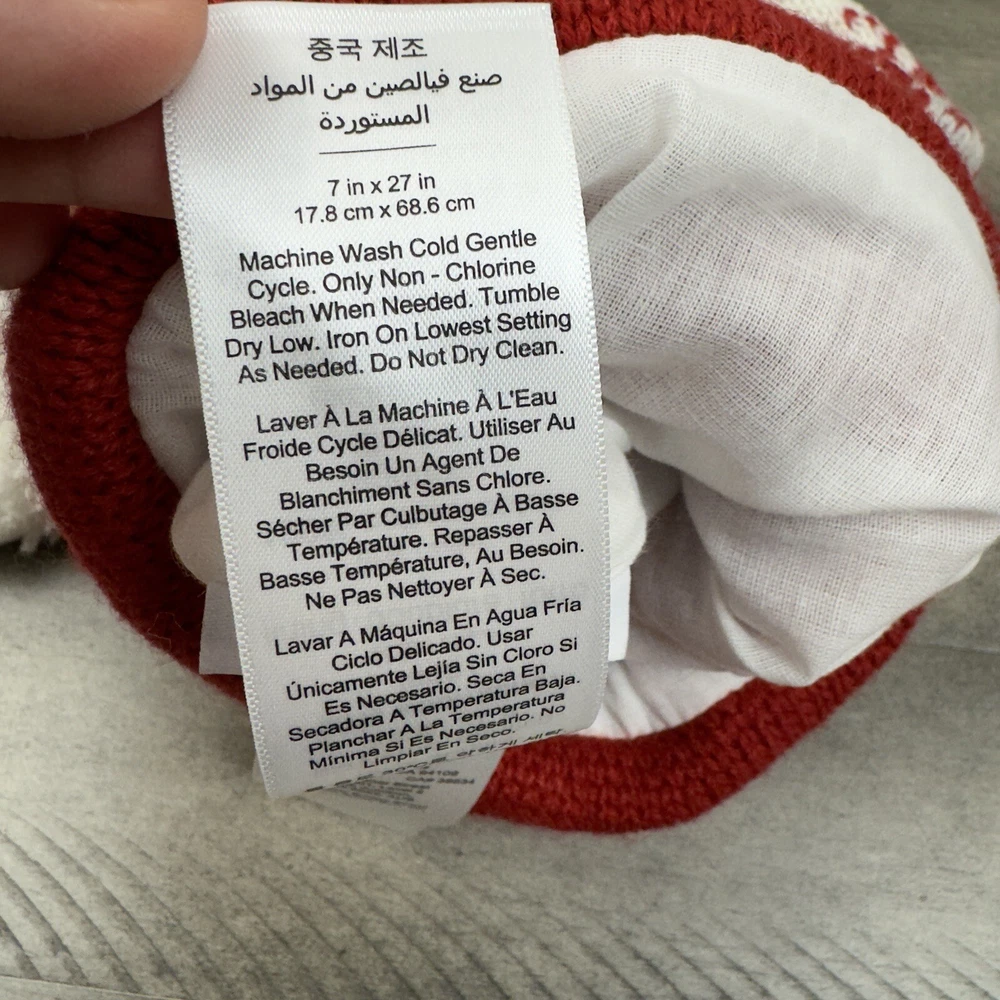 중국 제조
صنع فيالصين من المواد
المستوردة
7 in x 27 in
17.8 cm x 68.6 cm
Machine Wash Cold Gentle
Cycle. Only Non - Chlorine
Bleach When Needed. Tumble
Dry Low. Iron On Lowest Setting
As Needed. Do Not Dry Clean.
Laver À La Machine À L'Eau
Froide Cycle Délicat. Utiliser Au
Besoin Un Agent De
Blanchiment Sans Chlore.
Sécher Par Culbutage À Basse
Température. Repasser À
Basse Température, Au Besoin.
Ne Pas Nettoyer À Sec.
Lavar A Máquina En Agua Fría
Ciclo Delicado. Usar
Únicamente Lejía Sin Cloro Si
Es Necesario. Seca En
Secadora A Temperatura Baja.
Planchar A La Temperatura
Mínima Si Es Necesario. No
Limpiar En Seco.